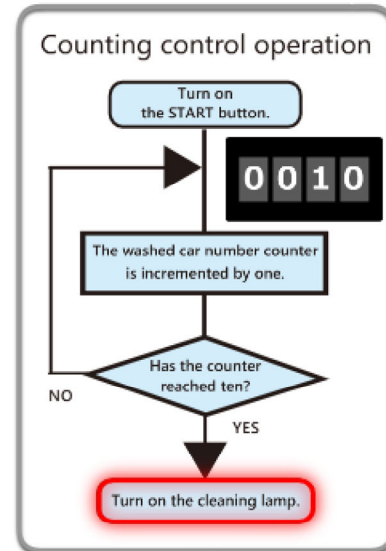 Counting control operation
Turn on
the START button.
0010
The washed car number counter
is incremented by one.
Has the counter
reached ten?
NO
YES
Turn on the cleaning lamp.